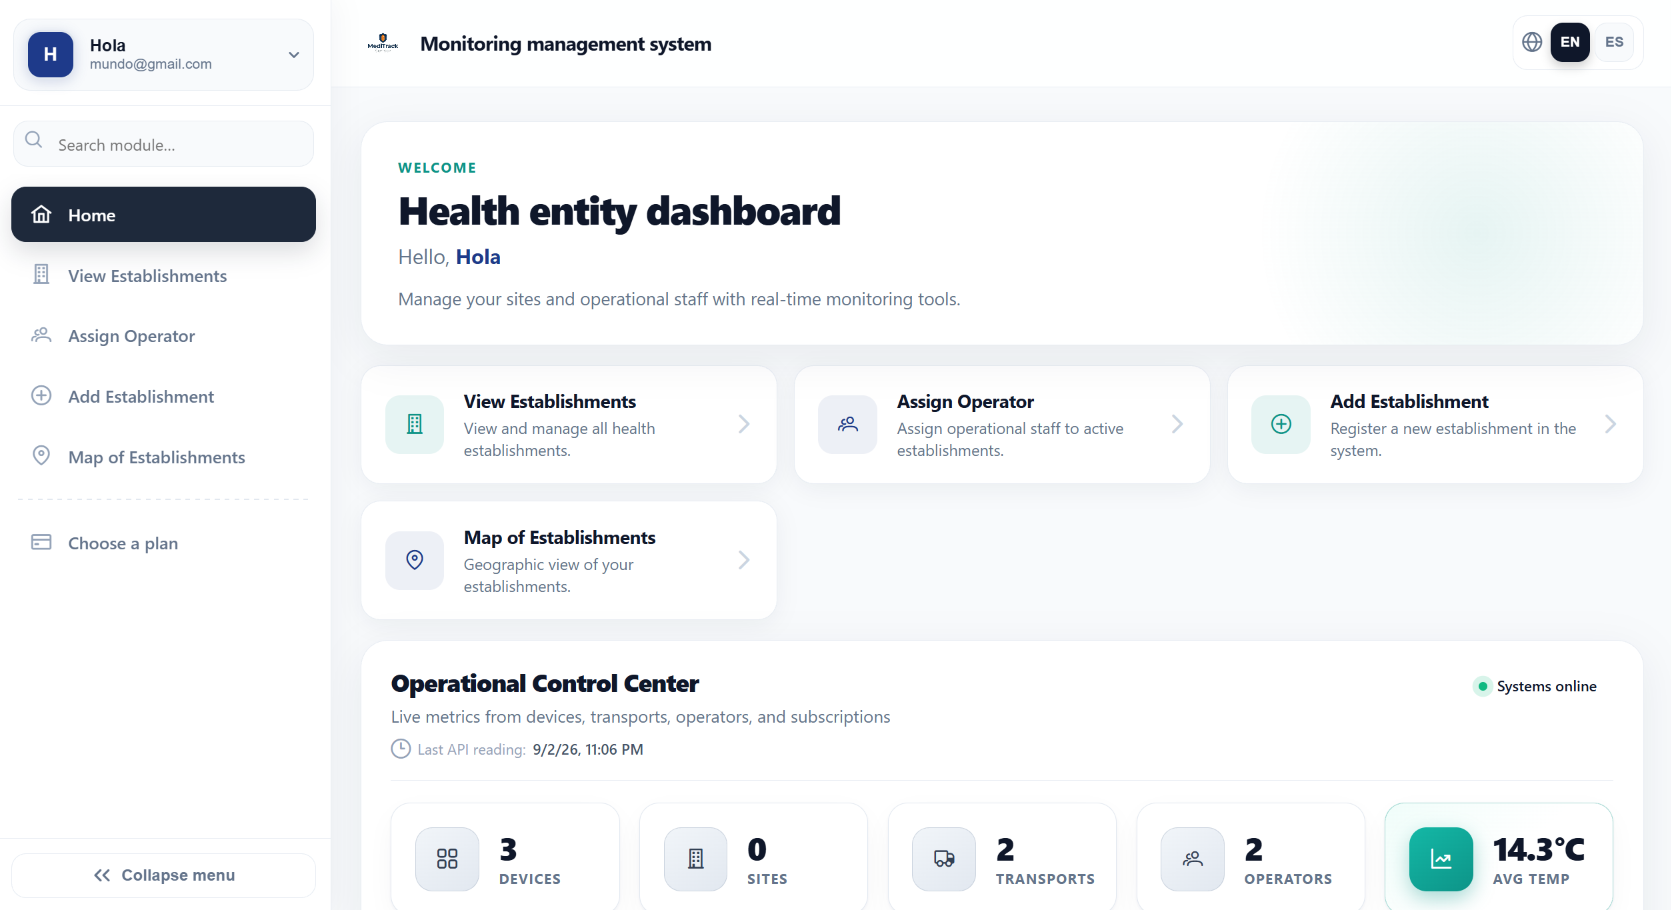 H
Hola
mundo@gmail.com
Search module...
Home
View Establishments
Assign Operator
Add Establishment
Map of Establishments
Choose a plan
Collapse menu
MediTrack
Monitoring management system
EN
ES
WELCOME
Health entity dashboard
Hello, Hola
Manage your sites and operational staff with real-time monitoring tools.
View Establishments
View and manage all health
establishments.
Assign Operator
Assign operational staff to active
establishments.
Add Establishment
Register a new establishment in the
system.
Map of Establishments
Geographic view of your
establishments.
Operational Control Center
Systems online
Live metrics from devices, transports, operators, and subscriptions
Last API reading: 9/2/26, 11:06 PM
3
DEVICES
0
SITES
2
TRANSPORTS
2
OPERATORS
14.3°C
AVG TEMP